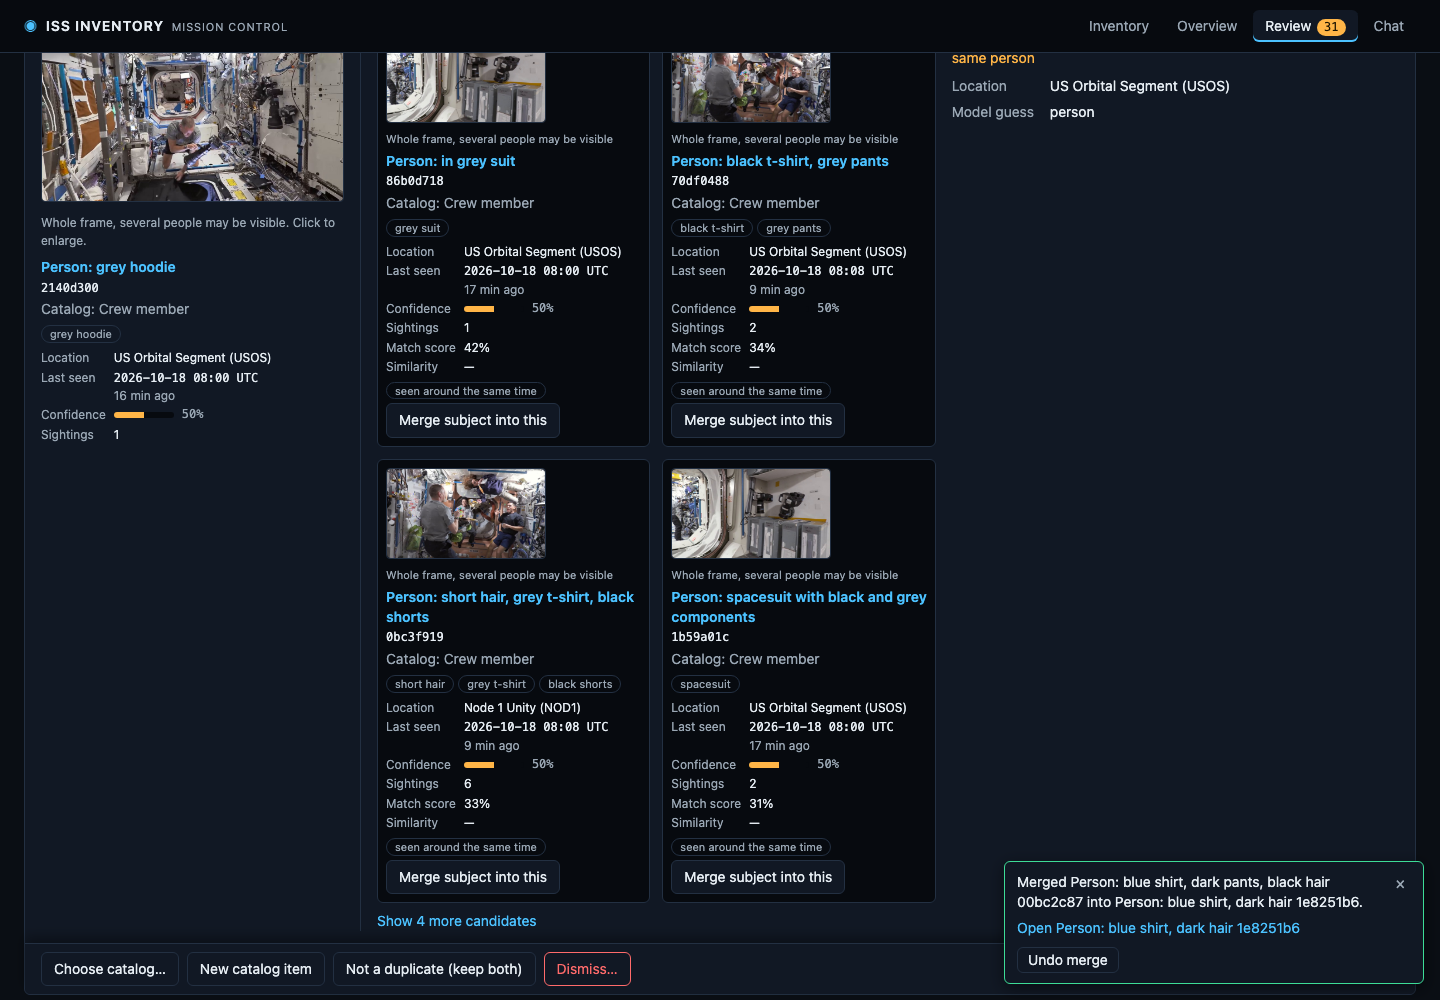 ISS INVENTORY MISSION CONTROL
Inventory
Overview
Review 31
Chat
Whole frame, several people may be visible. Click to
enlarge.
Person: grey hoodie
2140d300
Catalog: Crew member
grey hoodie
Location US Orbital Segment (USOS)
Last seen 2026-10-18 08:00 UTC
16 min ago
Confidence 50%
Sightings 1
Whole frame, several people may be visible
Person: in grey suit
86b0d718
Catalog: Crew member
grey suit
Location US Orbital Segment (USOS)
Last seen 2026-10-18 08:00 UTC
17 min ago
Confidence 50%
Sightings 1
Match score 42%
Similarity —
seen around the same time
Merge subject into this
Whole frame, several people may be visible
Person: black t-shirt, grey pants
70df0488
Catalog: Crew member
black t-shirt grey pants
Location US Orbital Segment (USOS)
Last seen 2026-10-18 08:08 UTC
9 min ago
Confidence 50%
Sightings 2
Match score 34%
Similarity —
seen around the same time
Merge subject into this
Whole frame, several people may be visible
Person: short hair, grey t-shirt, black
shorts
0bc3f919
Catalog: Crew member
short hair grey t-shirt black shorts
Location Node 1 Unity (NOD1)
Last seen 2026-10-18 08:08 UTC
9 min ago
Confidence 50%
Sightings 6
Match score 33%
Similarity —
seen around the same time
Merge subject into this
Whole frame, several people may be visible
Person: spacesuit with black and grey
components
1b59a01c
Catalog: Crew member
spacesuit
Location US Orbital Segment (USOS)
Last seen 2026-10-18 08:00 UTC
17 min ago
Confidence 50%
Sightings 2
Match score 31%
Similarity —
seen around the same time
Merge subject into this
Show 4 more candidates
same person
Location US Orbital Segment (USOS)
Model guess person
Choose catalog...
New catalog item
Not a duplicate (keep both)
Dismiss...
Merged Person: blue shirt, dark pants, black hair
00bc2c87 into Person: blue shirt, dark hair 1e8251b6.
×
Open Person: blue shirt, dark hair 1e8251b6
Undo merge